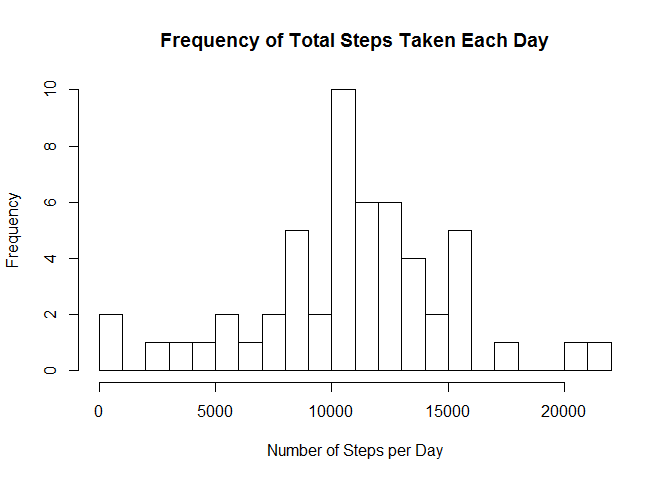 Frequency of Total Steps Taken Each Day
Frequency
10
8
6
4
2
0
0 5000 10000 15000 20000
Number of Steps per Day